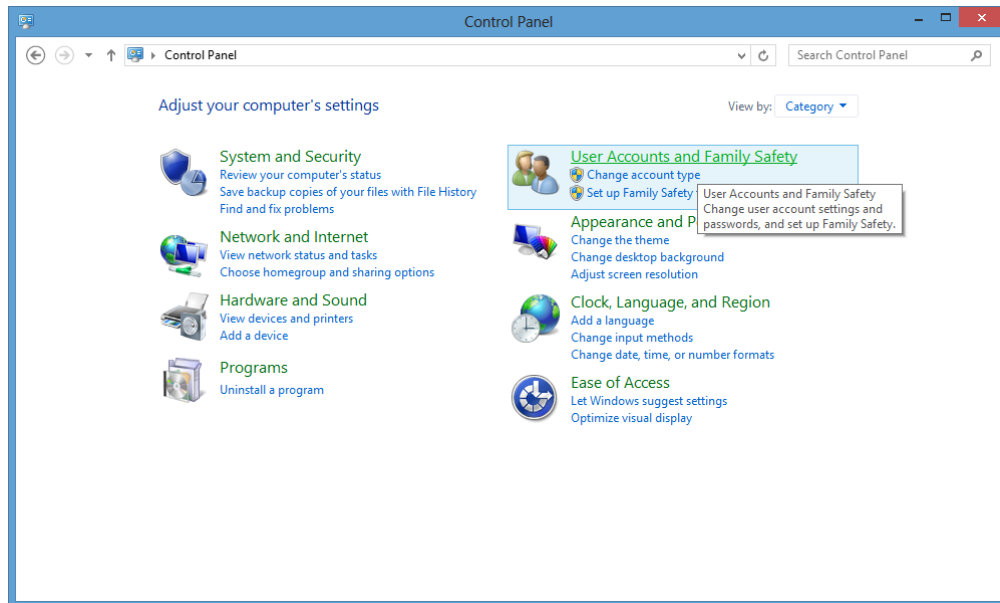 Control Panel
Control Panel
Search Control Panel
Adjust your computer's settings
View by: Category
System and Security
Review your computer's status
Save backup copies of your files with File History
Find and fix problems
Network and Internet
View network status and tasks
Choose homegroup and sharing options
Hardware and Sound
View devices and printers
Add a device
Programs
Uninstall a program
User Accounts and Family Safety
Change account type
Set up Family Safety
User Accounts and Family Safety
Change user account settings and
passwords, and set up Family Safety.
Appearance and P
Change the theme
Change desktop background
Adjust screen resolution
Clock, Language, and Region
Add a language
Change input methods
Change date, time, or number formats
Ease of Access
Let Windows suggest settings
Optimize visual display